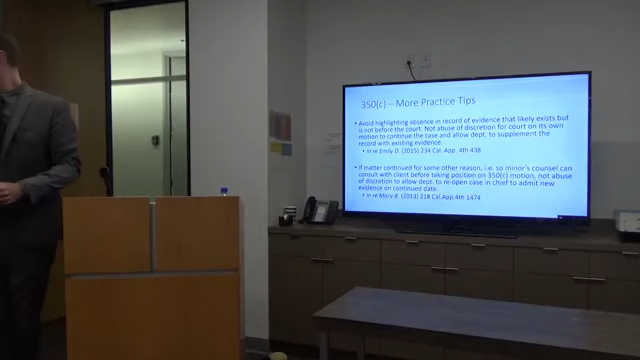 350(c) – More Practice Tips
• Avoid highlighting absence in record of evidence that likely exists but
is not before the court. Not abuse of discretion for court on its own
motion to continue the case and allow dept. to supplement the
record with existing evidence.
• In re Emily D. (2015) 234 Cal. App. 4th 438
• If matter continued for some other reason, i.e. so minor's counsel can
consult with client before taking position on 350(c) motion, not abuse
of discretion to allow dept. to re-open case in chief to admit new
evidence on continued date.
• In re Mary B. (2013) 218 Cal.App.4th 1474